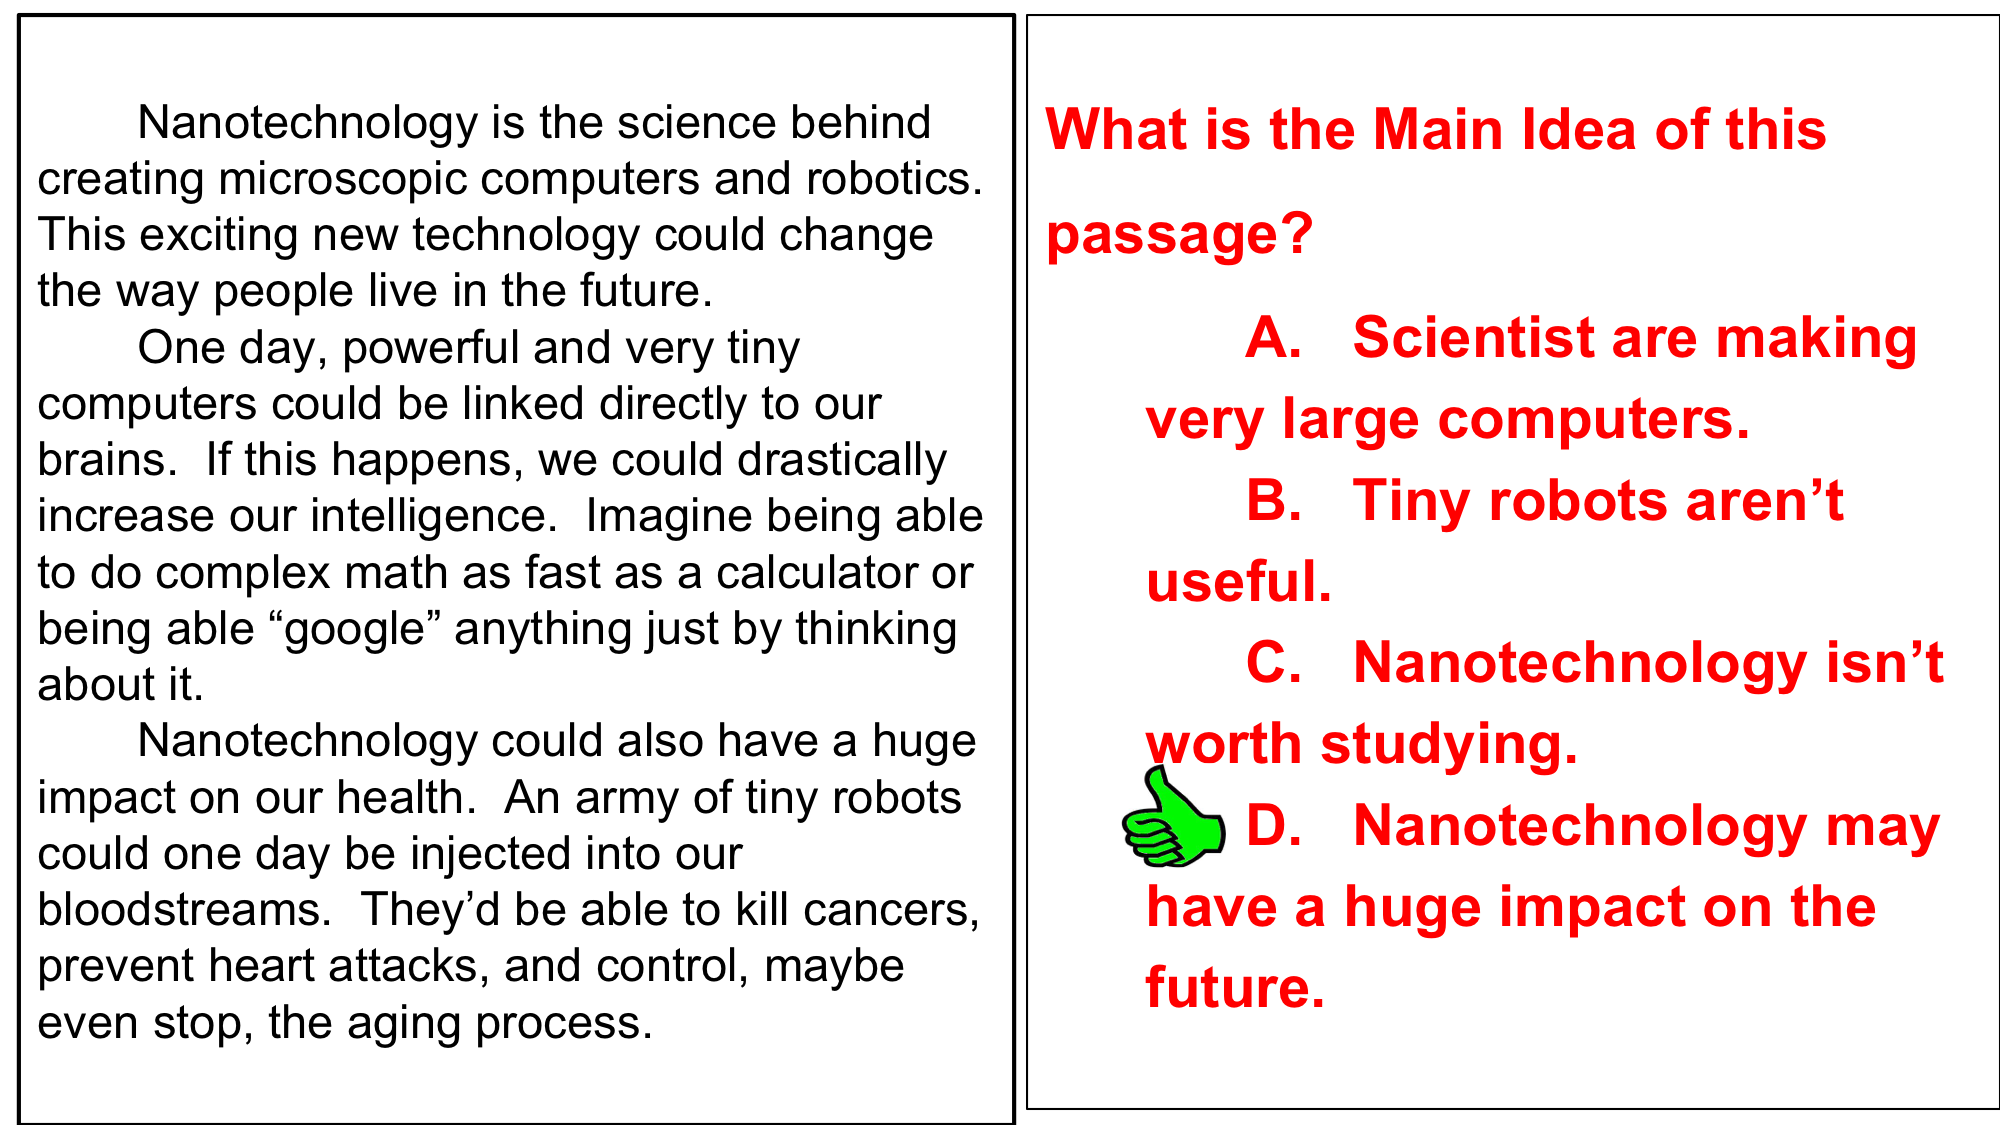 Nanotechnology is the science behind
creating microscopic computers and robotics.
This exciting new technology could change
the way people live in the future.
One day, powerful and very tiny
computers could be linked directly to our
brains.  If this happens, we could drastically
increase our intelligence.  Imagine being able
to do complex math as fast as a calculator or
being able “google” anything just by thinking
about it.
Nanotechnology could also have a huge
impact on our health.  An army of tiny robots
could one day be injected into our
bloodstreams.  They’d be able to kill cancers,
prevent heart attacks, and control, maybe
even stop, the aging process.
What is the Main Idea of this
passage?
A.   Scientist are making
very large computers.
B.   Tiny robots aren’t
useful.
C.   Nanotechnology isn’t
worth studying.
D.   Nanotechnology may
have a huge impact on the
future.